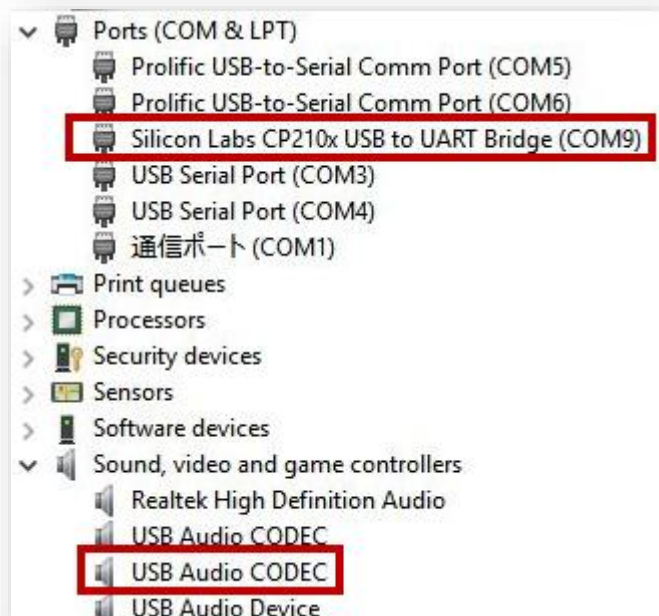 Ports (COM & LPT)
Prolific USB-to-Serial Comm Port (COM5)
Prolific USB-to-Serial Comm Port (COM6)
Silicon Labs CP210x USB to UART Bridge (COM9)
USB Serial Port (COM3)
USB Serial Port (COM4)
通信ポート (COM1)
Print queues
Processors
Security devices
Sensors
Software devices
Sound, video and game controllers
Realtek High Definition Audio
USB Audio CODEC
USB Audio CODEC
USB Audio Device